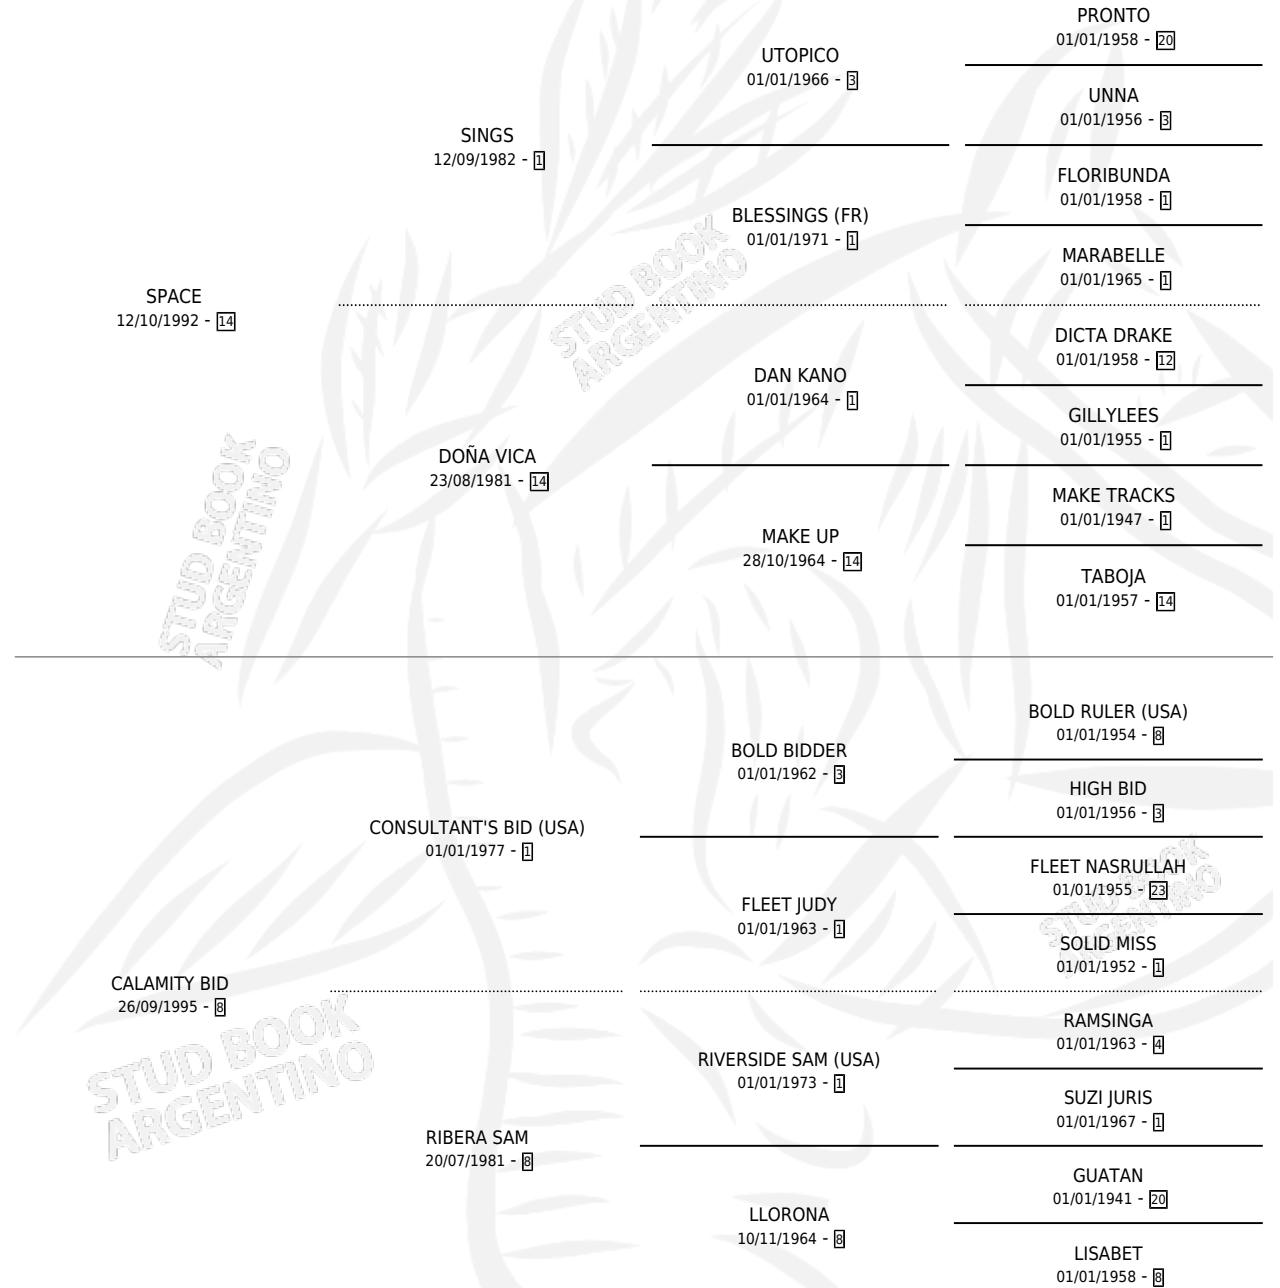 PRONTO
01/01/1958 - 20
UTOPICO
01/01/1966 - 3
UNNA
01/01/1956 - 3
SINGS
12/09/1982 - 1
FLORIBUNDA
01/01/1958 - 1
BLESSINGS (FR)
01/01/1971 - 1
MARABELLE
01/01/1965 - 1
SPACE
12/10/1992 - 14
DICTA DRAKE
01/01/1958 - 12
DAN KANO
01/01/1964 - 1
GILLYLEES
01/01/1955 - 1
DOÑA VICA
23/08/1981 - 14
MAKE TRACKS
01/01/1947 - 1
MAKE UP
28/10/1964 - 14
TABOJA
01/01/1957 - 14
STUD BOOK
ARGENTINO
STUD BOOK
ARGENTINO
BOLD RULER (USA)
01/01/1954 - 8
BOLD BIDDER
01/01/1962 - 3
HIGH BID
01/01/1956 - 3
CONSULTANT'S BID (USA)
01/01/1977 - 1
FLEET NASRULLAH
01/01/1955 - 23
FLEET JUDY
01/01/1963 - 1
SOLID MISS
01/01/1952 - 1
STUD BOOK
ARGENTINO
CALAMITY BID
26/09/1995 - 8
RAMSINGA
01/01/1963 - 4
RIVERSIDE SAM (USA)
01/01/1973 - 1
SUZI JURIS
01/01/1967 - 1
STUD BOOK
ARGENTINO
RIBERA SAM
20/07/1981 - 8
GUATAN
01/01/1941 - 20
LLORONA
10/11/1964 - 8
LISABET
01/01/1958 - 8